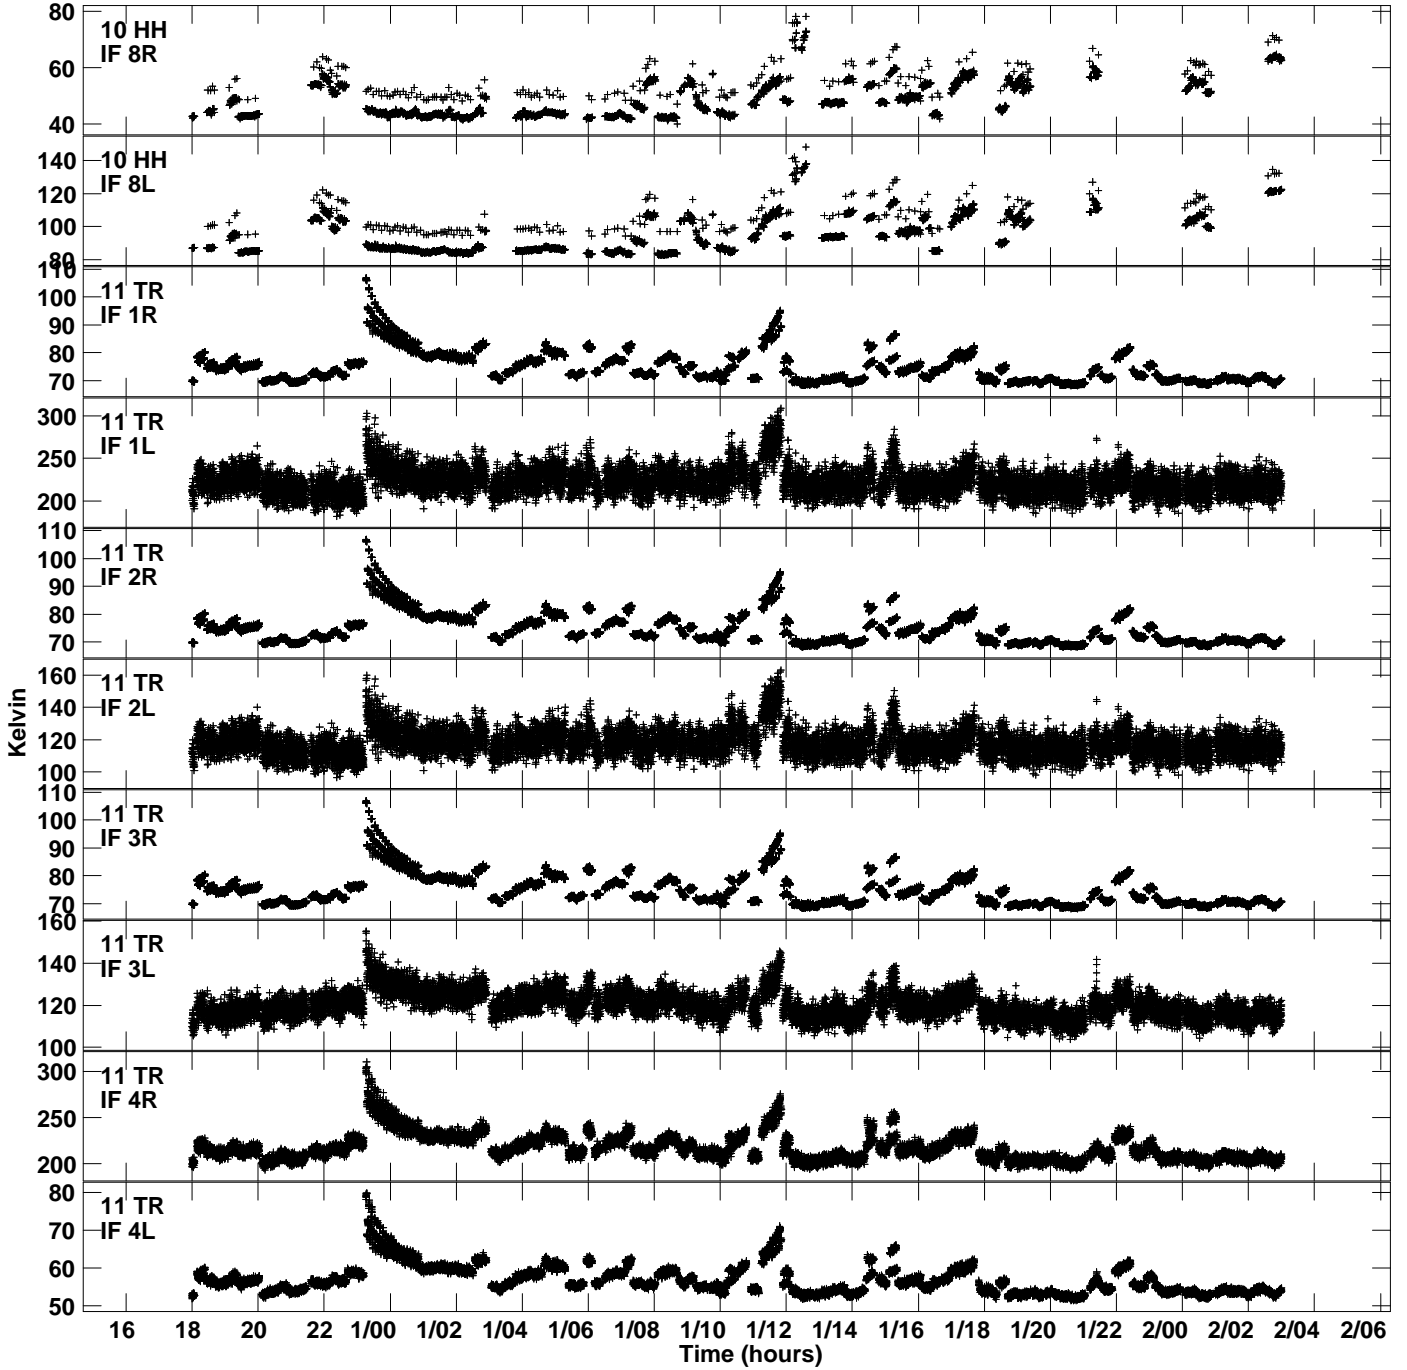 80
60
40
10 HH
IF 8R
140
120
100
80
10 HH
IF 8L
110
100
90
80
70
11 TR
IF 1R
300
250
200
11 TR
IF 1L
110
100
90
80
70
11 TR
IF 2R
160
140
120
100
11 TR
IF 2L
110
100
90
80
70
11 TR
IF 3R
160
140
120
100
11 TR
IF 3L
300
250
200
11 TR
IF 4R
80
70
60
50
11 TR
IF 4L
Kelvin
16 18 20 22 1/00 1/02 1/04 1/06 1/08 1/10 1/12 1/14 1/16 1/18 1/20 1/22 2/00 2/02 2/04 2/06
Time (hours)